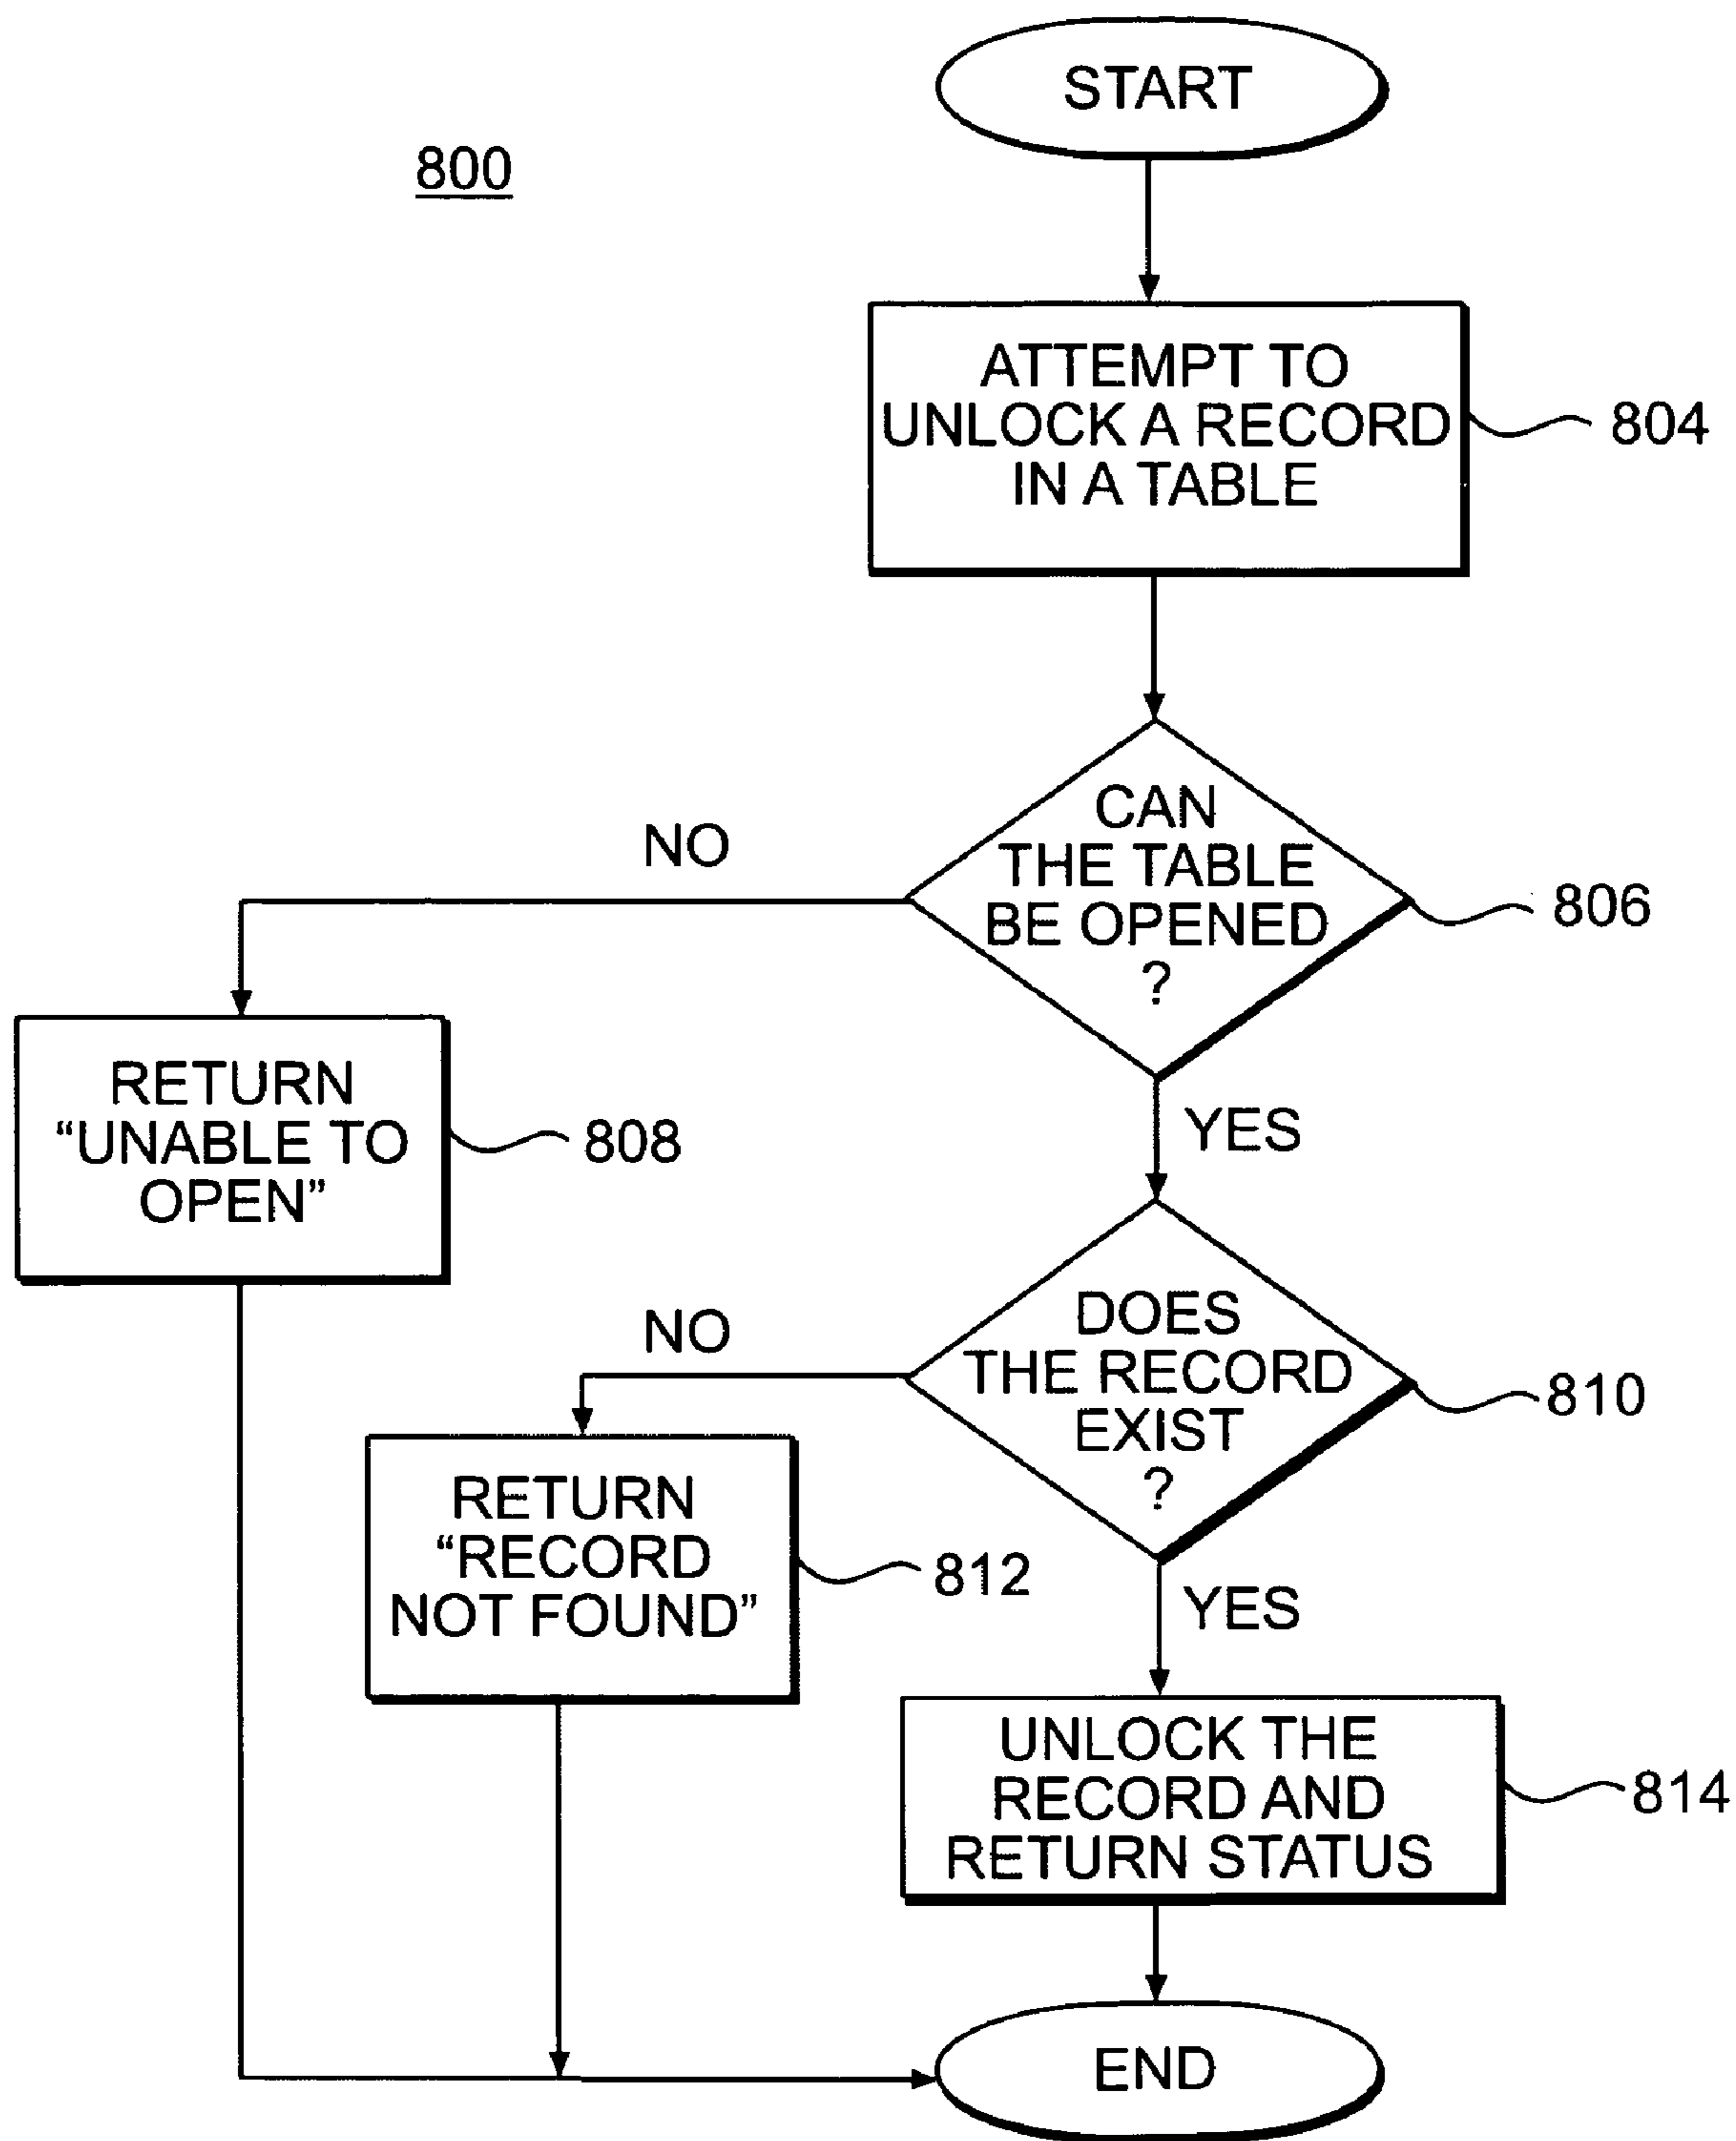 START
800
ATTEMPT TO
UNLOCK A RECORD
IN A TABLE
804
CAN
THE TABLE
BE OPENED
?
806
NO
YES
RETURN
“UNABLE TO
OPEN”
808
DOES
THE RECORD
EXIST
?
810
NO
YES
RETURN
“RECORD
NOT FOUND”
812
UNLOCK THE
RECORD AND
RETURN STATUS
814
END